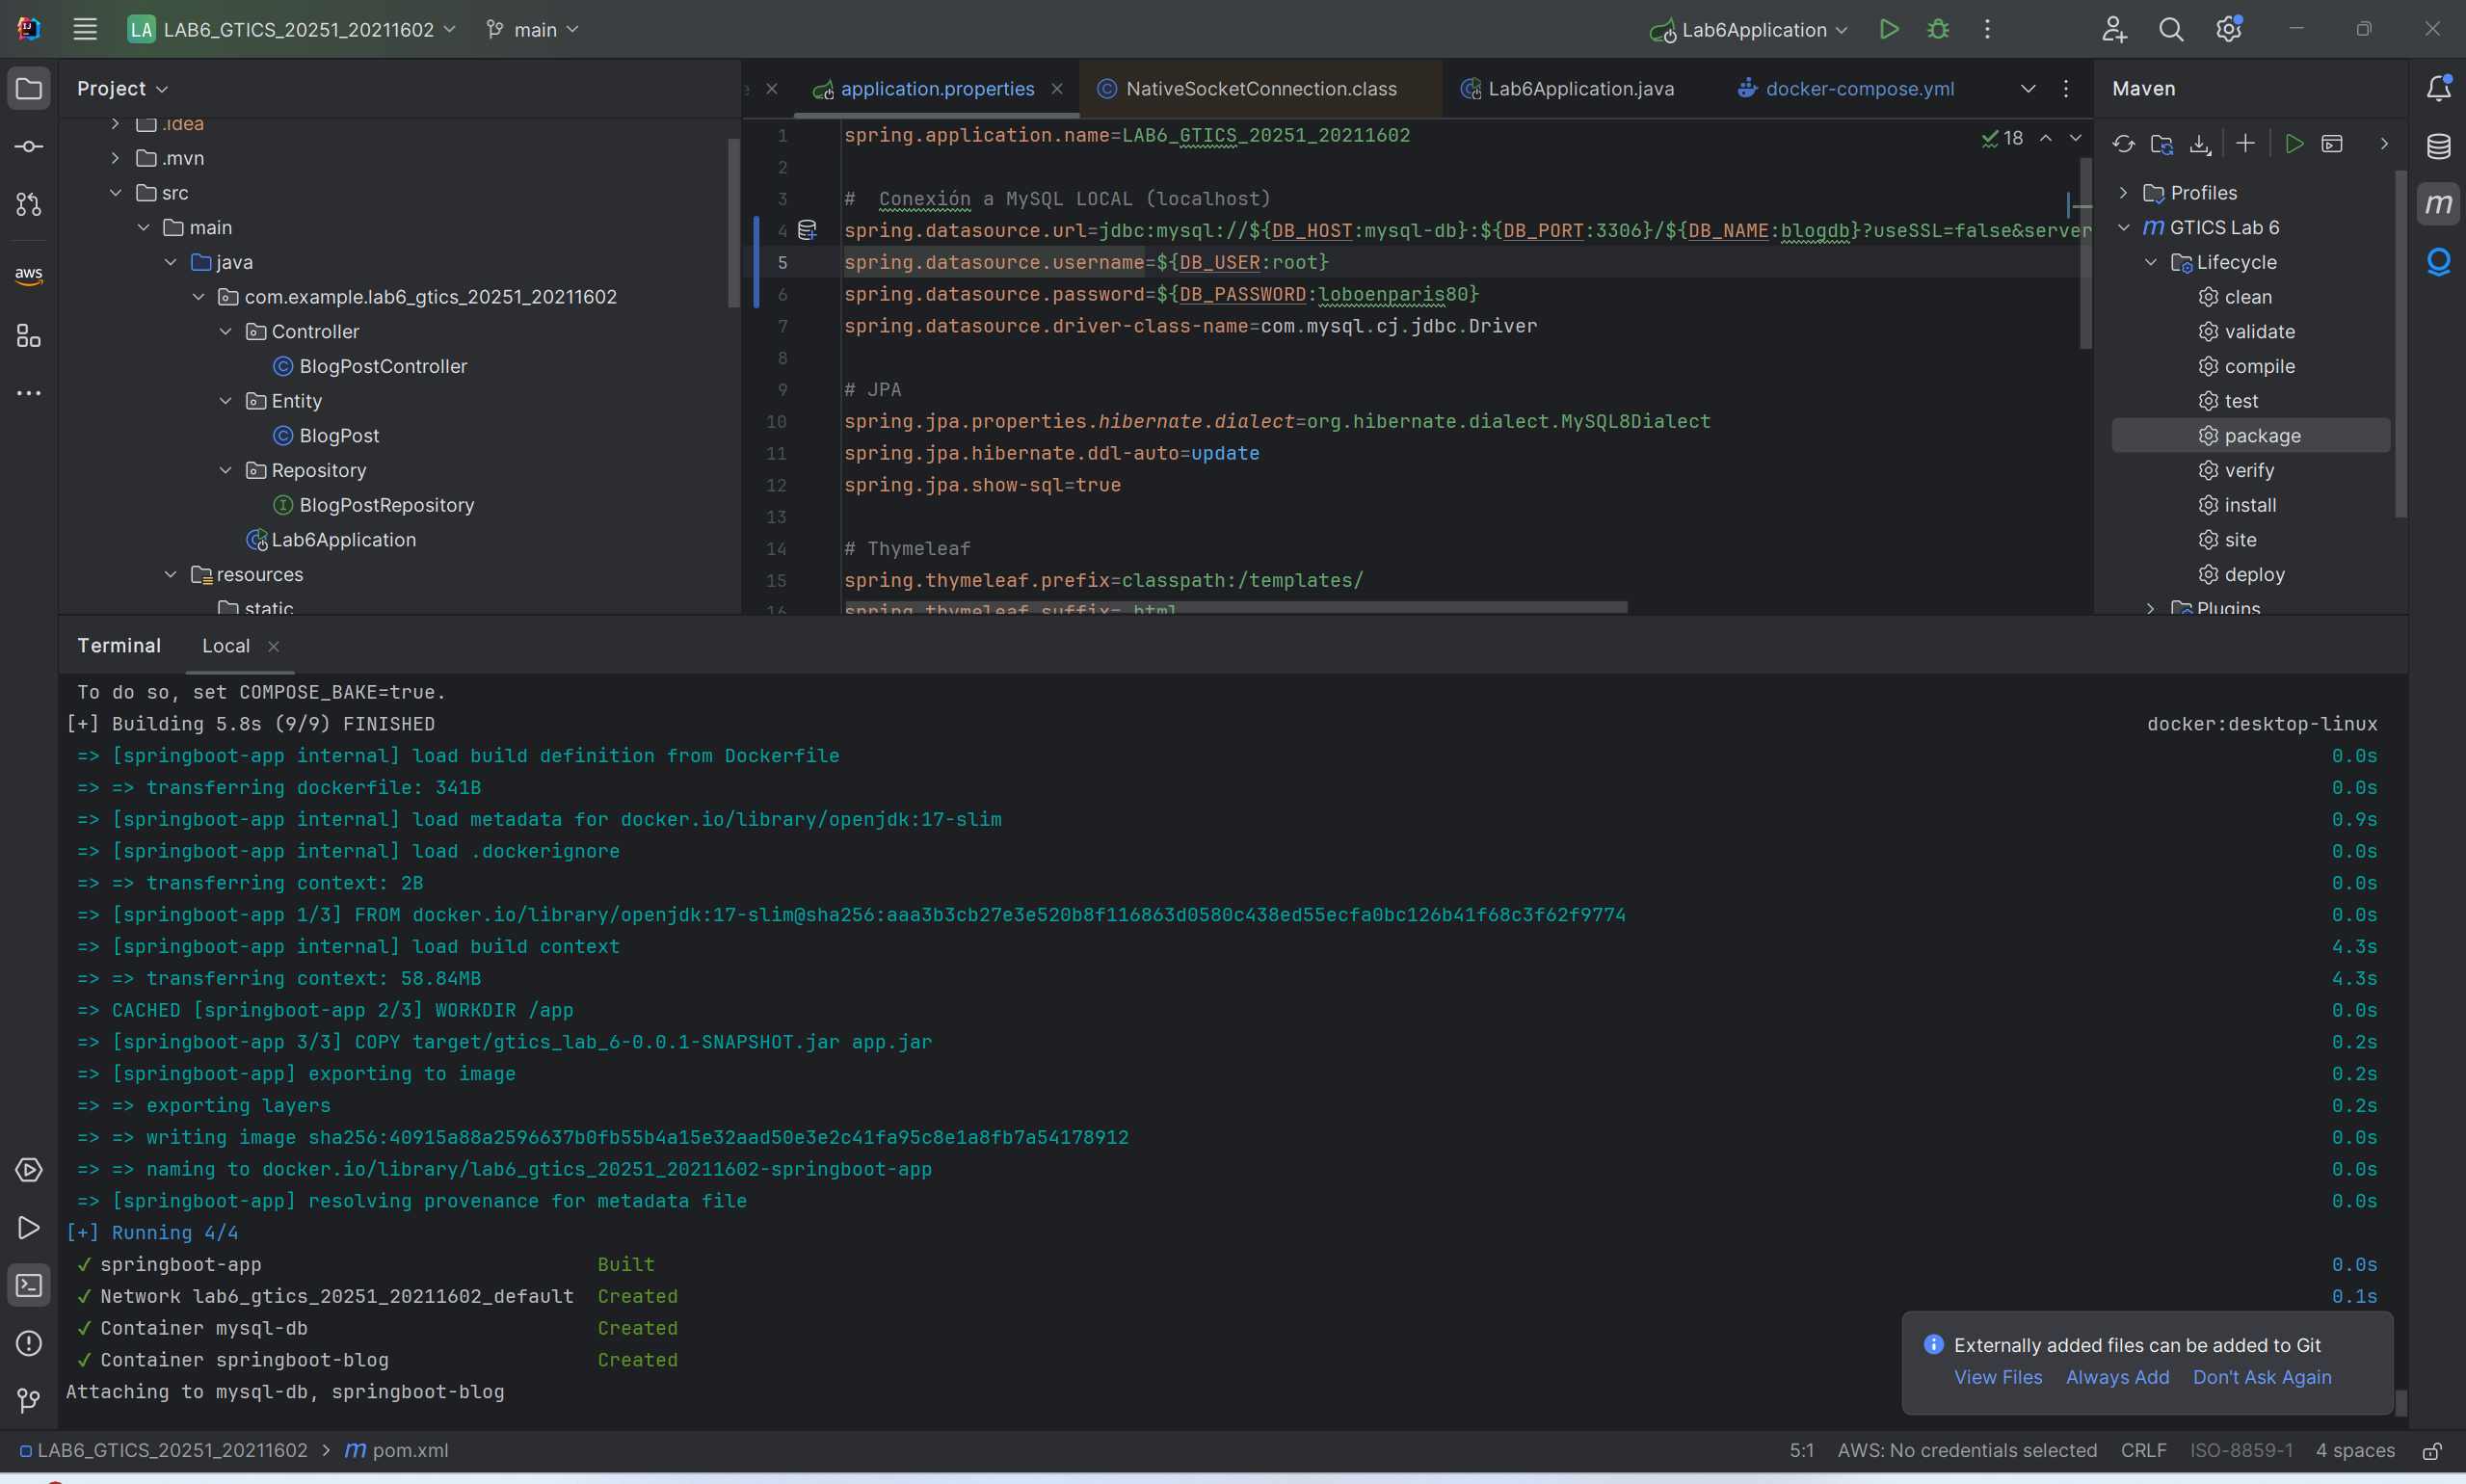 LA LAB6_GTICS_20251_20211602 main Lab6Application
Project
.idea
.mvn
src
main
java
com.example.lab6_gtics_20251_20211602
Controller
BlogPostController
Entity
BlogPost
Repository
BlogPostRepository
Lab6Application
resources
static
application.properties NativeSocketConnection.class Lab6Application.java docker-compose.yml
18
1 spring.application.name=LAB6_GTICS_20251_20211602
2
3 # Conexión a MySQL LOCAL (localhost)
4 spring.datasource.url=jdbc:mysql://${DB_HOST:mysql-db}:${DB_PORT:3306}/${DB_NAME:blogdb}?useSSL=false&server
5 spring.datasource.username=${DB_USER:root}
6 spring.datasource.password=${DB_PASSWORD:loboenparis80}
7 spring.datasource.driver-class-name=com.mysql.cj.jdbc.Driver
8
9 # JPA
10 spring.jpa.properties.hibernate.dialect=org.hibernate.dialect.MySQL8Dialect
11 spring.jpa.hibernate.ddl-auto=update
12 spring.jpa.show-sql=true
13
14 # Thymeleaf
15 spring.thymeleaf.prefix=classpath:/templates/
16 spring.thymeleaf.suffix=.html
Maven
Profiles
m GTICS Lab 6
Lifecycle
clean
validate
compile
test
package
verify
install
site
deploy
Plugins
aws
m
Terminal Local
To do so, set COMPOSE_BAKE=true.
[+] Building 5.8s (9/9) FINISHED docker:desktop-linux
=> [springboot-app internal] load build definition from Dockerfile 0.0s
=> => transferring dockerfile: 341B 0.0s
=> [springboot-app internal] load metadata for docker.io/library/openjdk:17-slim 0.9s
=> [springboot-app internal] load .dockerignore 0.0s
=> => transferring context: 2B 0.0s
=> [springboot-app 1/3] FROM docker.io/library/openjdk:17-slim@sha256:aaa3b3cb27e3e520b8f116863d0580c438ed55ecfa0bc126b41f68c3f62f9774 0.0s
=> [springboot-app internal] load build context 4.3s
=> => transferring context: 58.84MB 4.3s
=> CACHED [springboot-app 2/3] WORKDIR /app 0.0s
=> [springboot-app 3/3] COPY target/gtics_lab_6-0.0.1-SNAPSHOT.jar app.jar 0.2s
=> [springboot-app] exporting to image 0.2s
=> => exporting layers 0.2s
=> => writing image sha256:40915a88a2596637b0fb55b4a15e32aad50e3e2c41fa95c8e1a8fb7a54178912 0.0s
=> => naming to docker.io/library/lab6_gtics_20251_20211602-springboot-app 0.0s
=> [springboot-app] resolving provenance for metadata file 0.0s
[+] Running 4/4
✓ springboot-app Built 0.0s
✓ Network lab6_gtics_20251_20211602_default Created 0.1s
✓ Container mysql-db Created
✓ Container springboot-blog Created
Attaching to mysql-db, springboot-blog
Externally added files can be added to Git
View Files Always Add Don't Ask Again
LAB6_GTICS_20251_20211602 > m pom.xml 5:1 AWS: No credentials selected CRLF ISO-8859-1 4 spaces